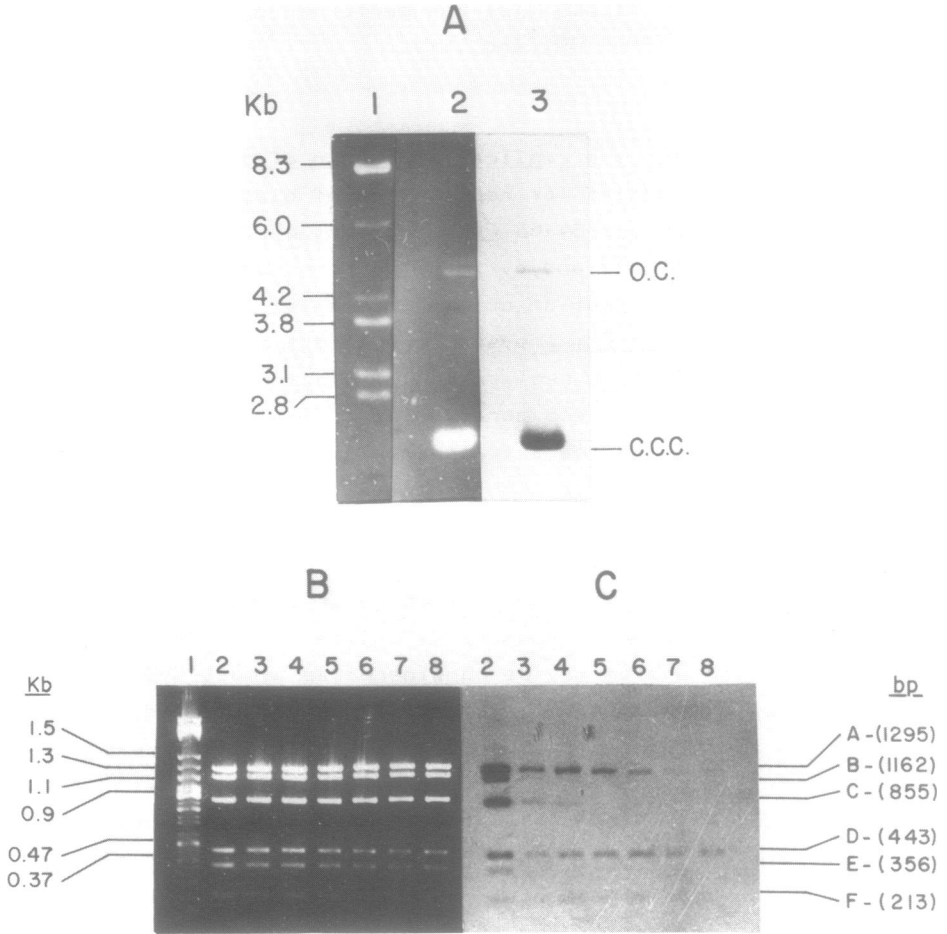 A
Kb 1 2 3
8.3
6.0
4.2
3.8
3.1
2.8
O.C.
C.C.C.
B C
Kb 1 2 3 4 5 6 7 8 2 3 4 5 6 7 8 bp
1.5
1.3
1.1
0.9
0.47
0.37
A-(1295)
B-(1162)
C-(855)
D-(443)
E-(356)
F-(213)